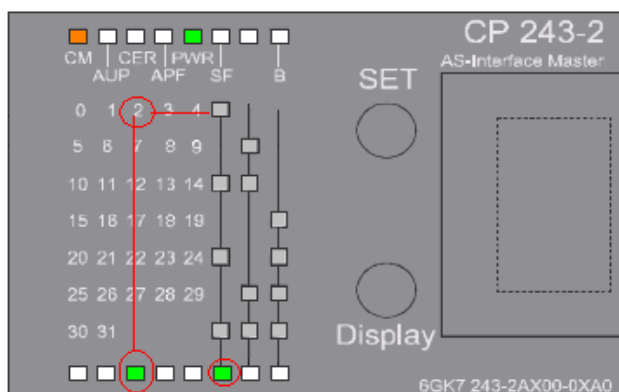 CP 243-2
AS-Interface Master
CM CER PWR
AUP APF SF B
SET
0 1 2 3 4
5 6 7 8 9
10 11 12 13 14
15 16 17 18 19
20 21 22 23 24
25 26 27 28 29
30 31
Display
6GK7 243-2AX00-0XA0